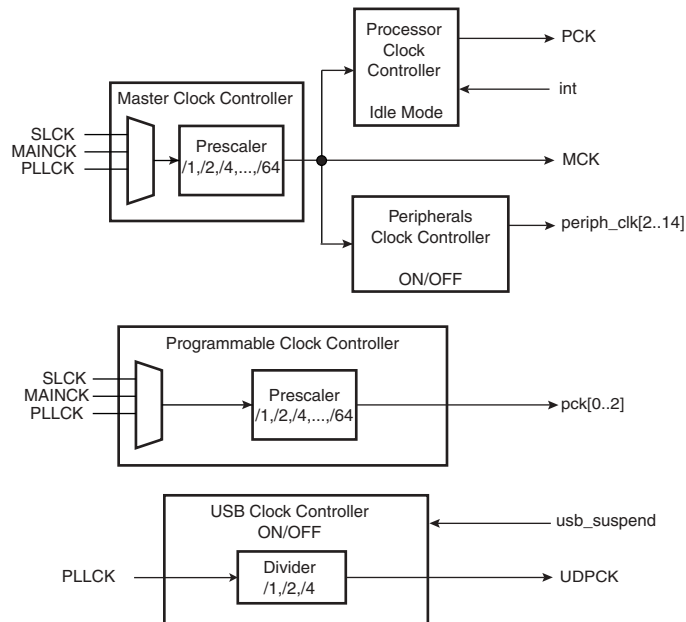 Processor
Clock
Controller
Idle Mode
PCK
int
Master Clock Controller
SLCK
MAINCK
PLLCK
Prescaler
/1,/2,/4,...,/64
MCK
Peripherals
Clock Controller
ON/OFF
periph_clk[2..14]
Programmable Clock Controller
SLCK
MAINCK
PLLCK
Prescaler
/1,/2,/4,...,/64
pck[0..2]
USB Clock Controller
ON/OFF
usb_suspend
PLLCK
Divider
/1,/2,/4
UDPCK